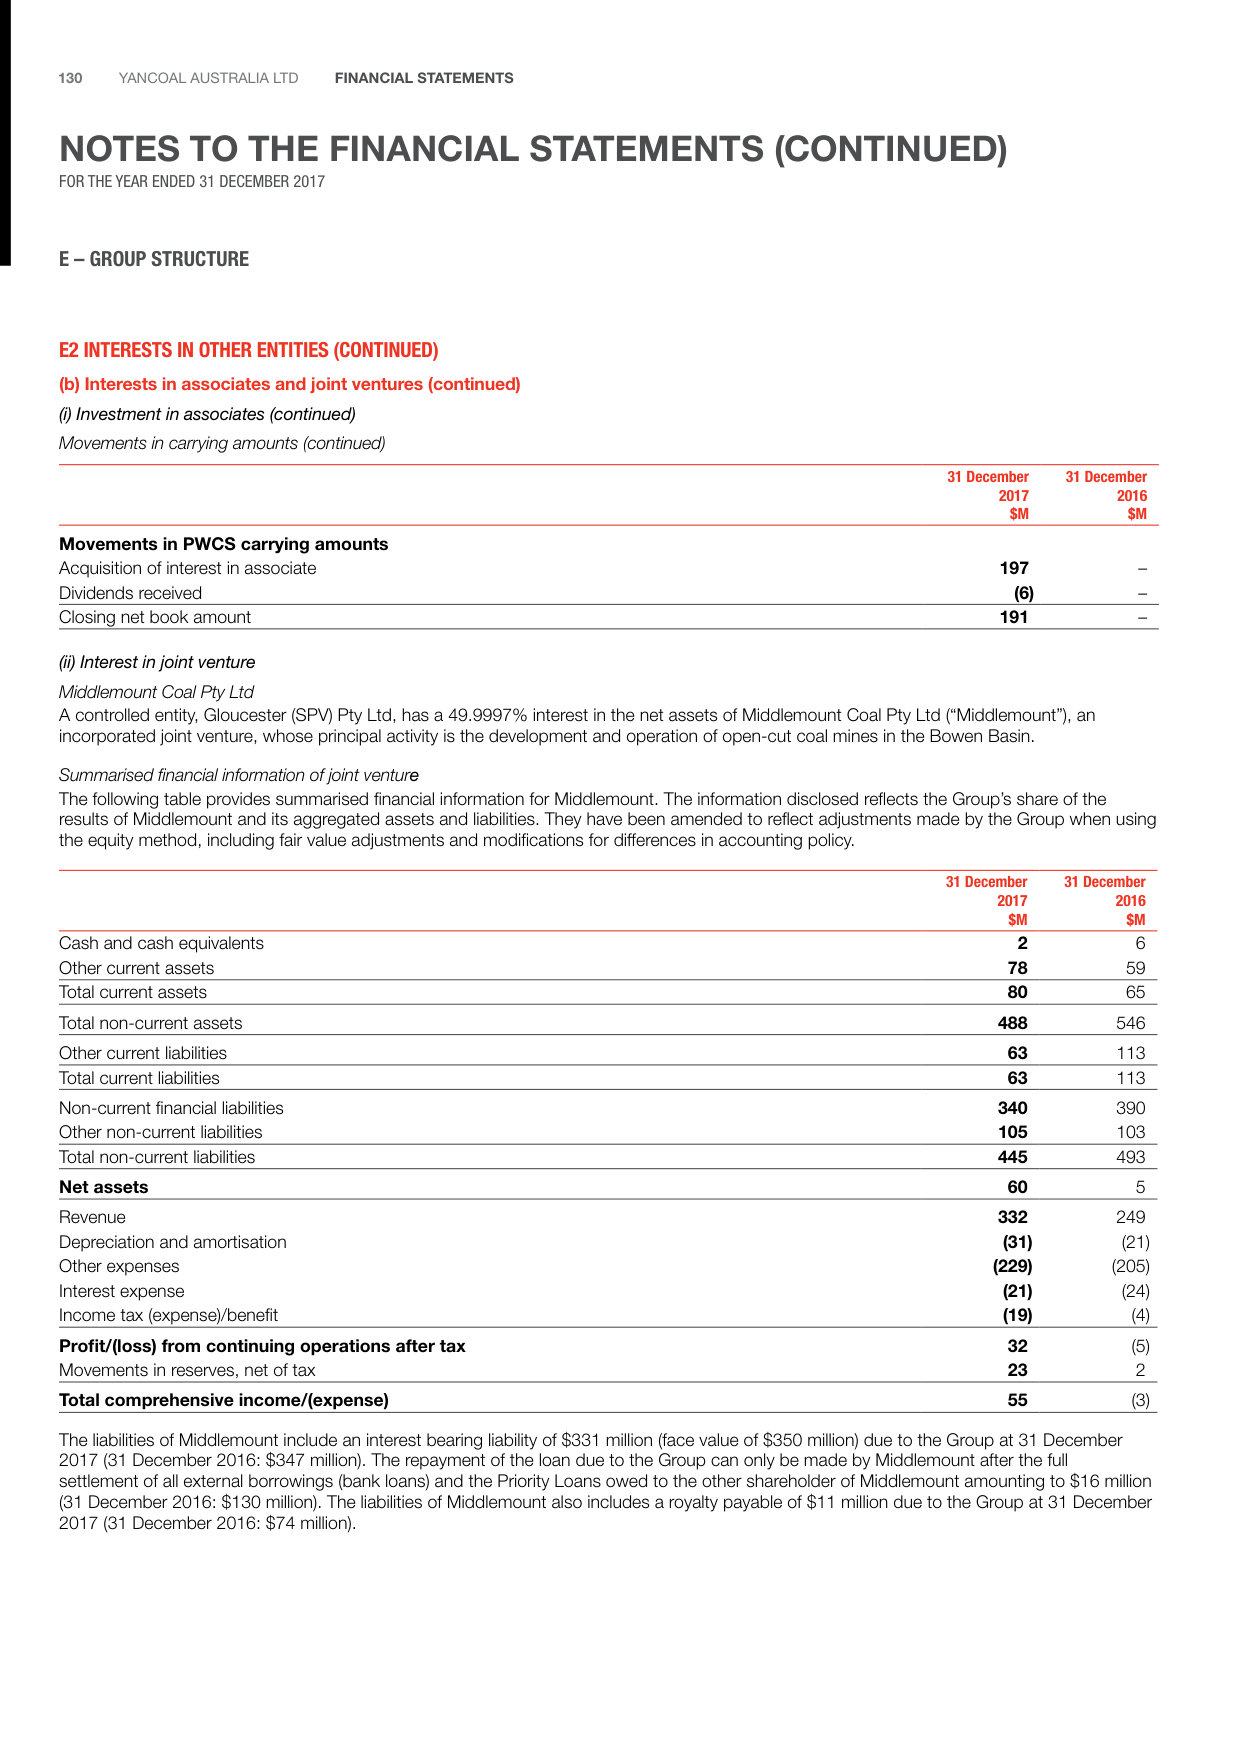 130 YANCOAL AUSTRALIA LTD FINANCIAL STATEMENTS
NOTES TO THE FINANCIAL STATEMENTS (CONTINUED)
FOR THE YEAR ENDED 31 DECEMBER 2017
E – GROUP STRUCTURE
E2 INTERESTS IN OTHER ENTITIES (CONTINUED)
(b) Interests in associates and joint ventures (continued)
(i) Investment in associates (continued)
Movements in carrying amounts (continued)
31 December 31 December
2017 2016
$M $M
Movements in PWCS carrying amounts
Acquisition of interest in associate 197 –
Dividends received (6) –
Closing net book amount 191 –
(ii) Interest in joint venture
Middlemount Coal Pty Ltd
A controlled entity, Gloucester (SPV) Pty Ltd, has a 49.9997% interest in the net assets of Middlemount Coal Pty Ltd (“Middlemount”), an
incorporated joint venture, whose principal activity is the development and operation of open-cut coal mines in the Bowen Basin.
Summarised financial information of joint venture
The following table provides summarised financial information for Middlemount. The information disclosed reflects the Group’s share of the
results of Middlemount and its aggregated assets and liabilities. They have been amended to reflect adjustments made by the Group when using
the equity method, including fair value adjustments and modifications for differences in accounting policy.
31 December 31 December
2017 2016
$M $M
Cash and cash equivalents 2 6
Other current assets 78 59
Total current assets 80 65
Total non-current assets 488 546
Other current liabilities 63 113
Total current liabilities 63 113
Non-current financial liabilities 340 390
Other non-current liabilities 105 103
Total non-current liabilities 445 493
Net assets 60 5
Revenue 332 249
Depreciation and amortisation (31) (21)
Other expenses (229) (205)
Interest expense (21) (24)
Income tax (expense)/benefit (19) (4)
Profit/(loss) from continuing operations after tax 32 (5)
Movements in reserves, net of tax 23 2
Total comprehensive income/(expense) 55 (3)
The liabilities of Middlemount include an interest bearing liability of $331 million (face value of $350 million) due to the Group at 31 December
2017 (31 December 2016: $347 million). The repayment of the loan due to the Group can only be made by Middlemount after the full
settlement of all external borrowings (bank loans) and the Priority Loans owed to the other shareholder of Middlemount amounting to $16 million
(31 December 2016: $130 million). The liabilities of Middlemount also includes a royalty payable of $11 million due to the Group at 31 December
2017 (31 December 2016: $74 million).